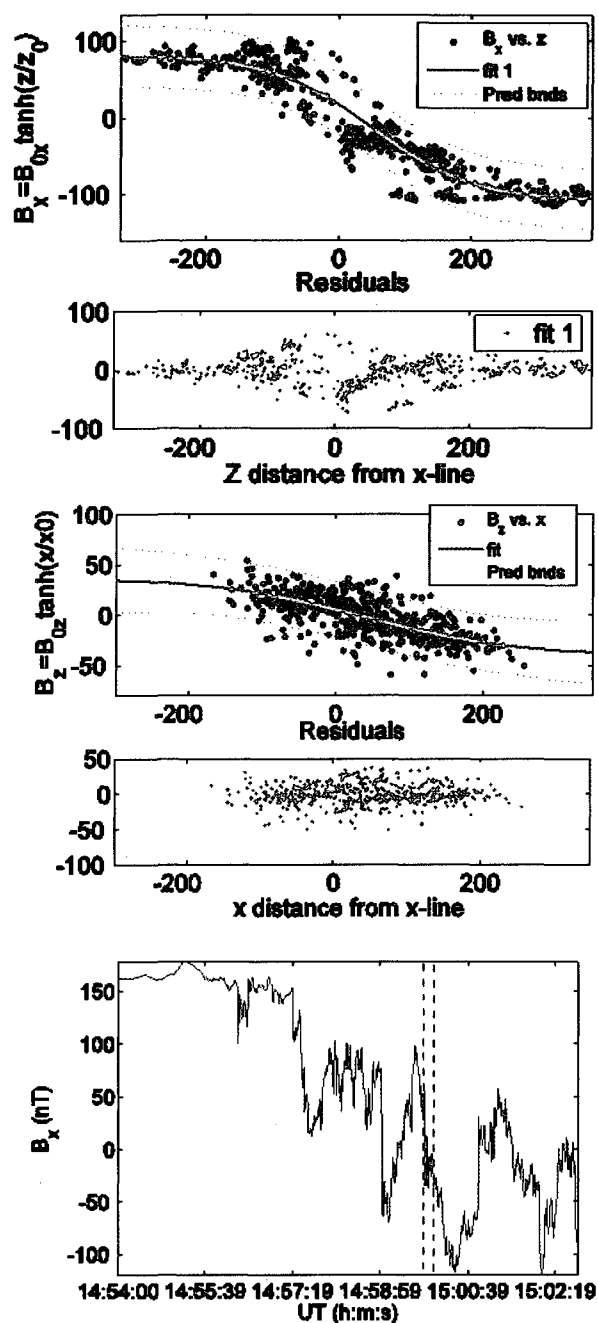 B_x=B_0x tanh(z/z_0)
100
0
-100
B_x vs. z
fit 1
Pred bnds
-200 0 200
Residuals
100
0
-100
fit 1
-200 0 200
Z distance from x-line
B_z=B_0z tanh(x/x0)
100
50
0
-50
B_z vs. x
fit
Pred bnds
-200 0 200
Residuals
50
0
-50
-100
-200 0 200
x distance from x-line
B_x (nT)
150
100
50
0
-50
-100
14:54:00 14:55:39 14:57:19 14:58:59 15:00:39 15:02:19
UT (h:m:s)